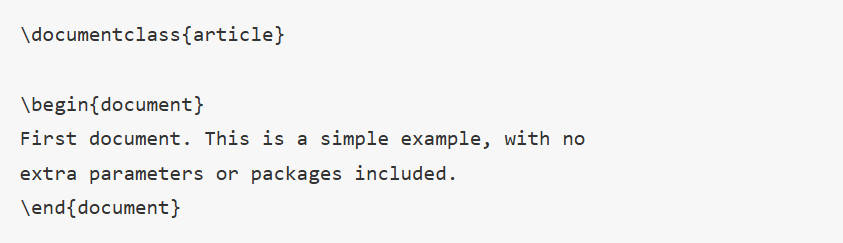 \documentclass{article}
\begin{document}
First document. This is a simple example, with no
extra parameters or packages included.
\end{document}